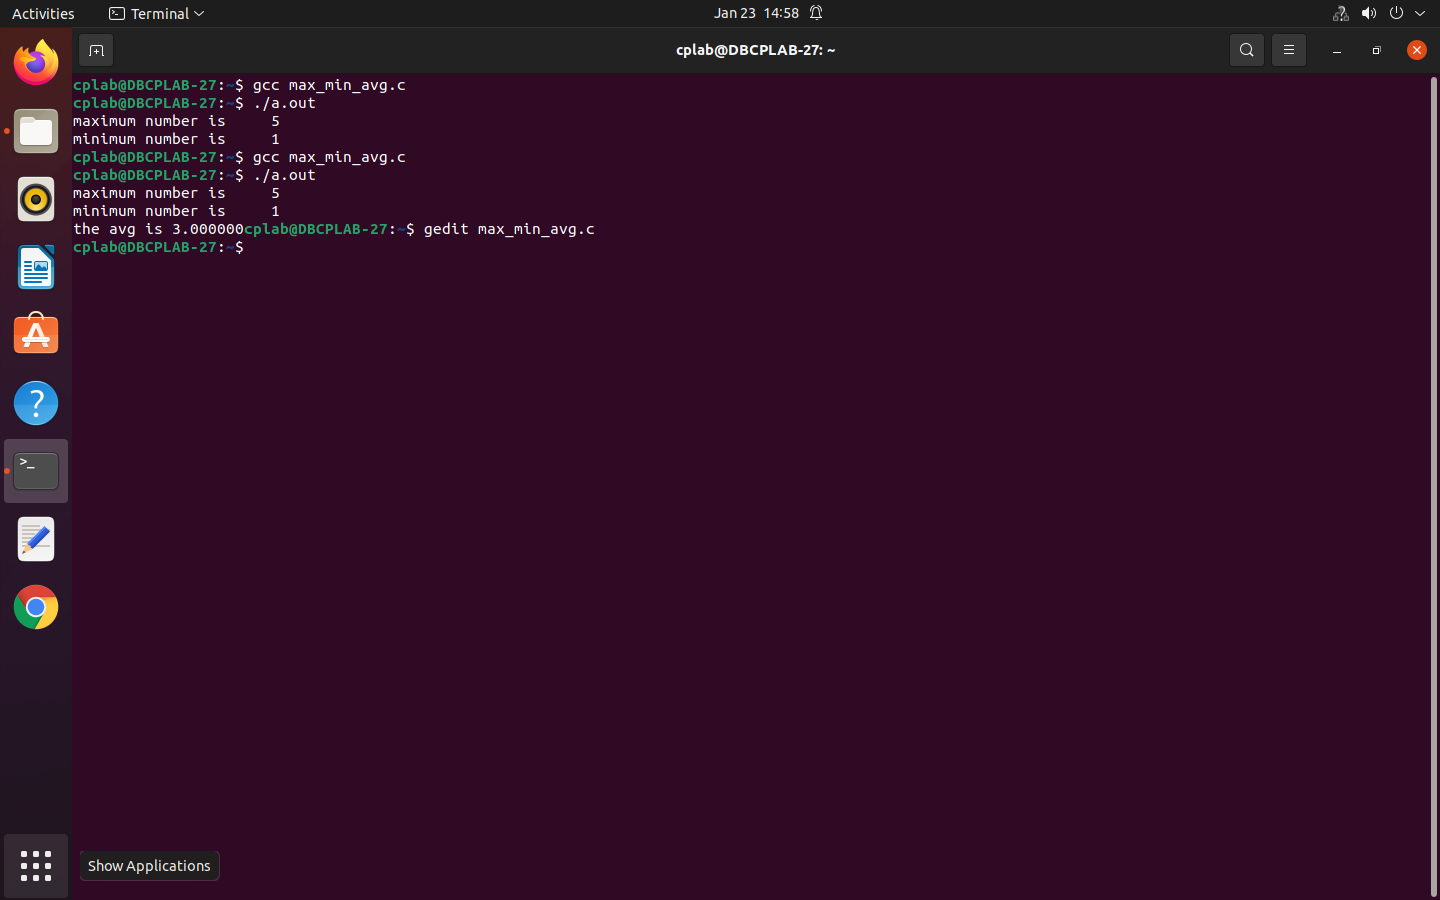 Activities
Terminal
Jan 23 14:58
cplab@DBCPLAB-27: ~
cplab@DBCPLAB-27:~$ gcc max_min_avg.c
cplab@DBCPLAB-27:~$ ./a.out
maximum number is     5
minimum number is     1
cplab@DBCPLAB-27:~$ gcc max_min_avg.c
cplab@DBCPLAB-27:~$ ./a.out
maximum number is     5
minimum number is     1
the avg is 3.000000cplab@DBCPLAB-27:~$ gedit max_min_avg.c
cplab@DBCPLAB-27:~$
Show Applications